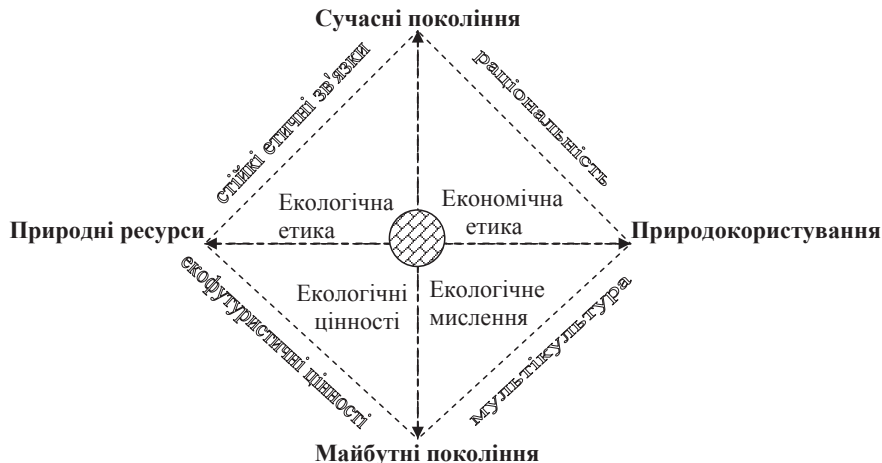 Сучасні покоління
стійкі етичні зв'язки
раціональність
Екологічна
етика
Економічна
етика
Природні ресурси
Природокористування
Екологічні
цінності
Екологічне
мислення
екофутуристичні цінності
мультікультура
Майбутні покоління